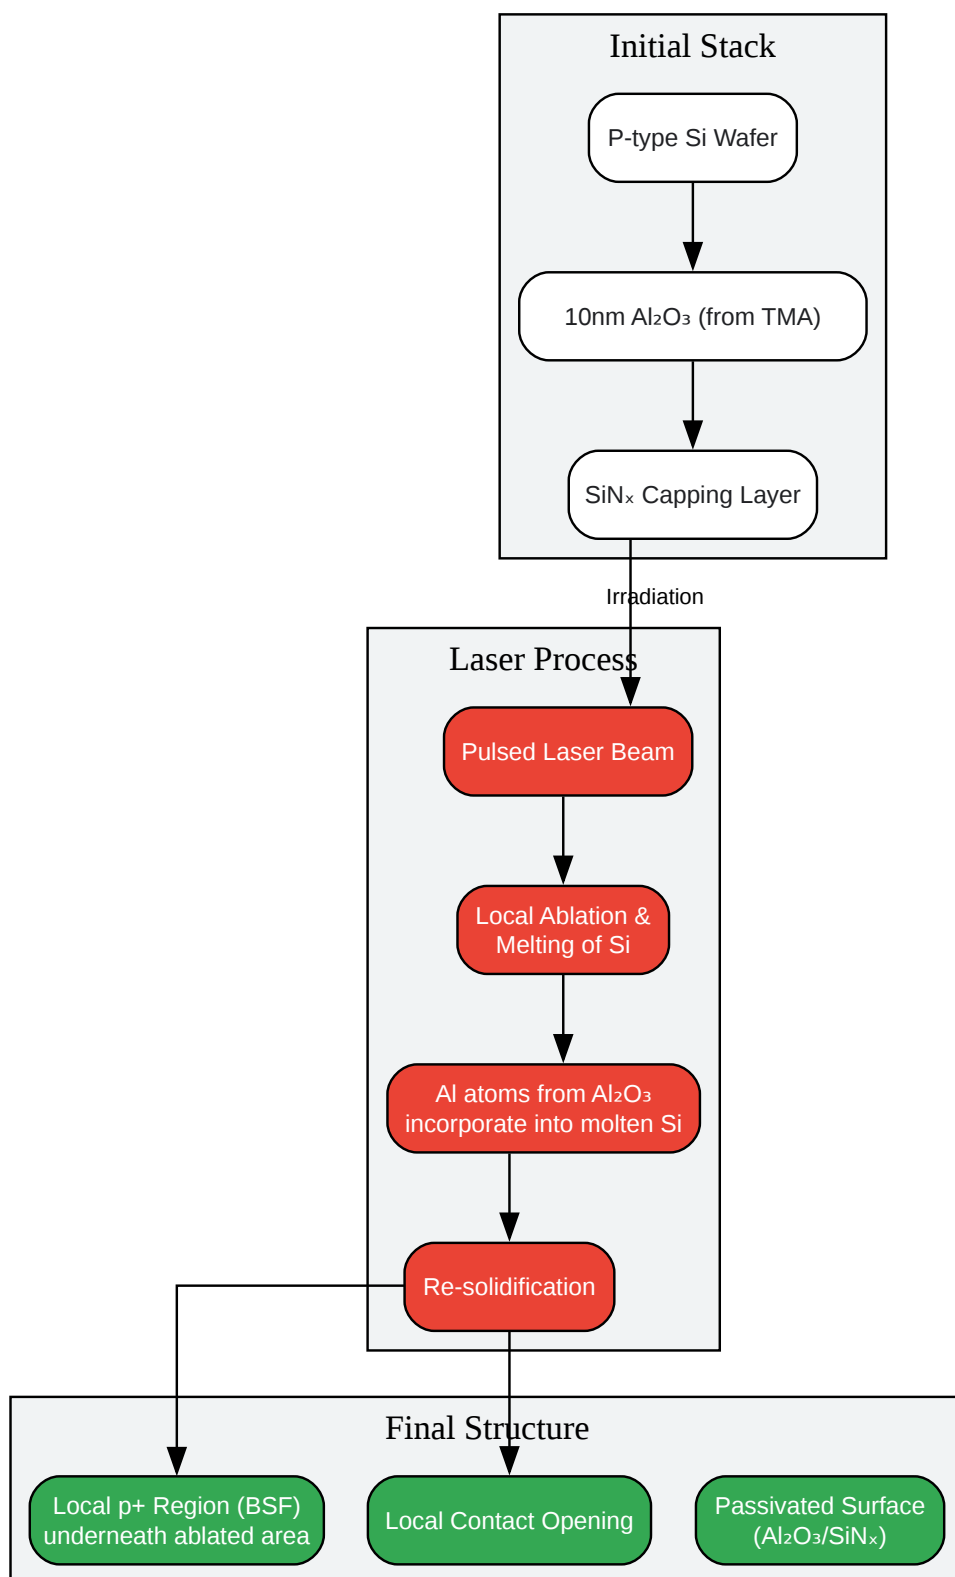 Initial Stack
P-type Si Wafer
10nm Al₂O₃ (from TMA)
SiNₓ Capping Layer
Irradiation
Laser Process
Pulsed Laser Beam
Local Ablation &
Melting of Si
Al atoms from Al₂O₃
incorporate into molten Si
Re-solidification
Final Structure
Local p+ Region (BSF)
underneath ablated area
Local Contact Opening
Passivated Surface
(Al₂O₃/SiNₓ)